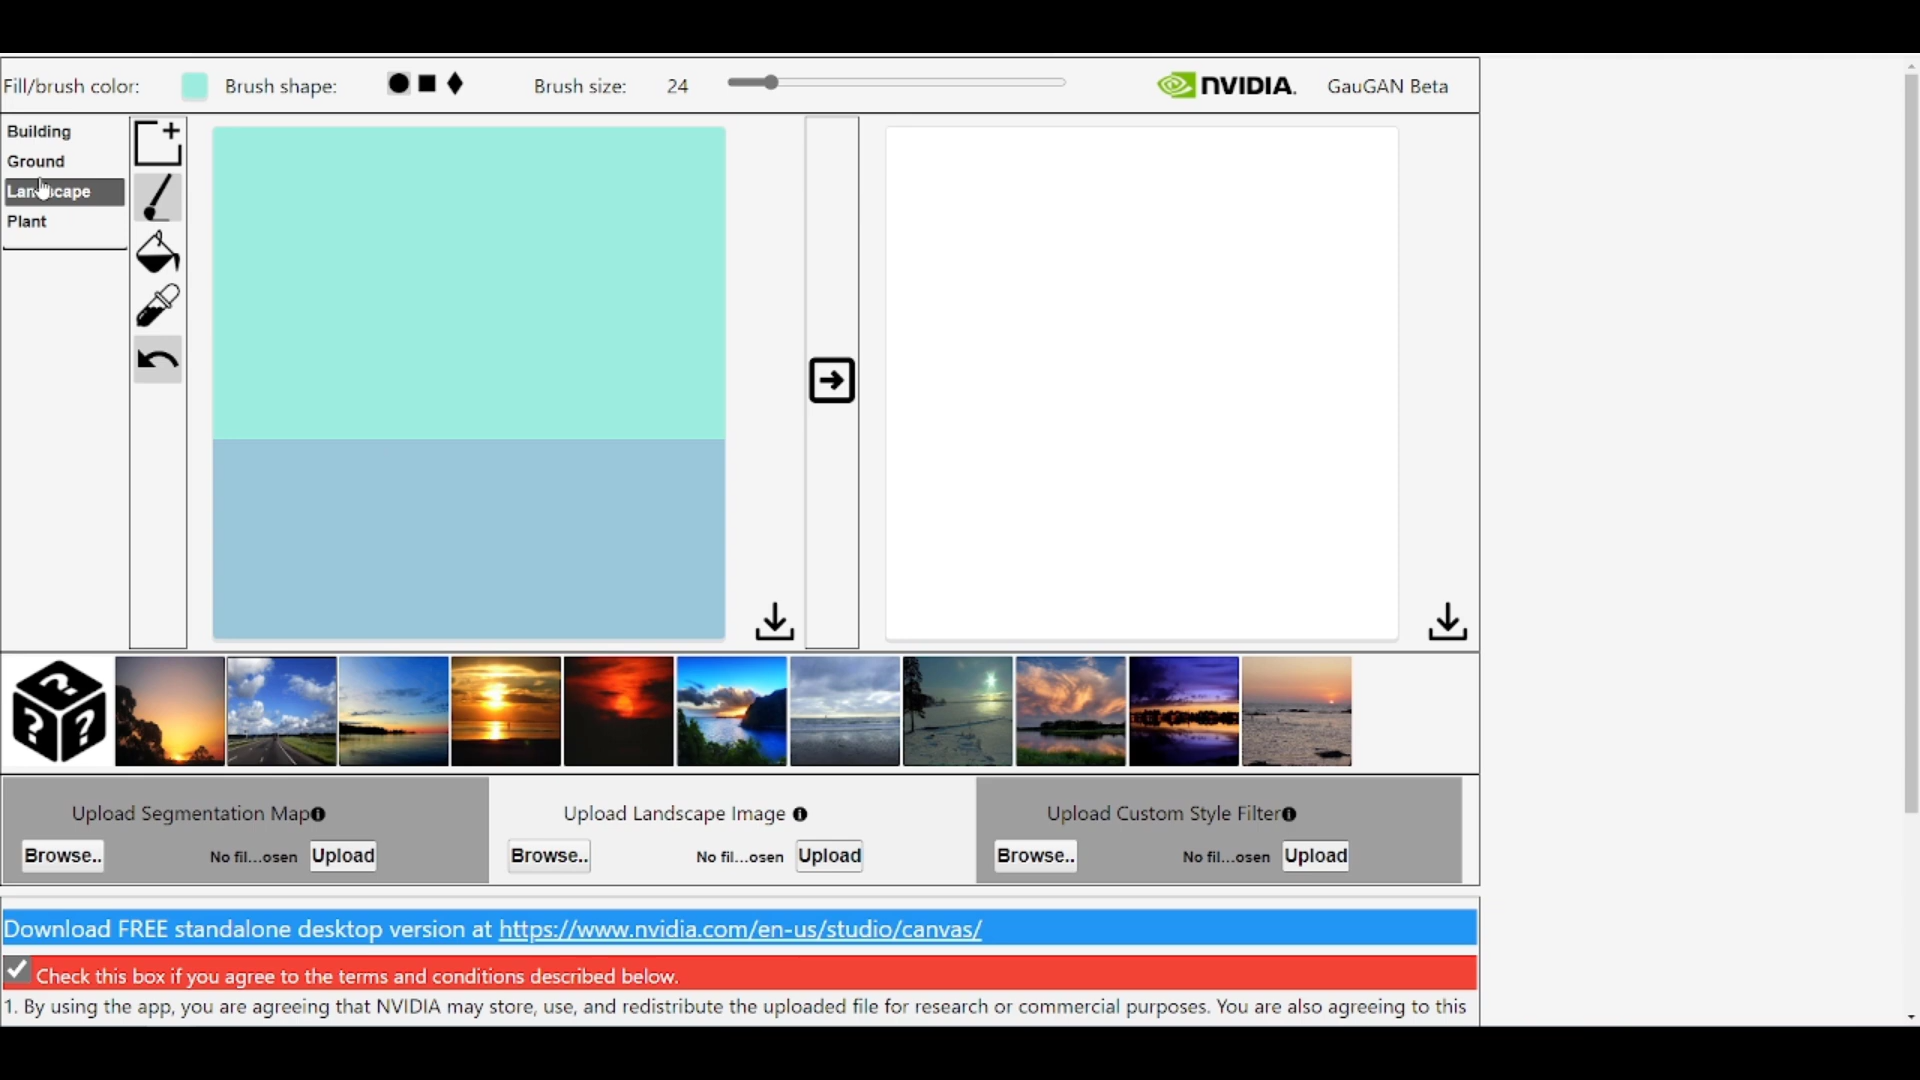 Fill/brush color: Brush shape: Brush size: 24 NVIDIA. GauGAN Beta
Building
Ground
Landscape
Plant
Upload Segmentation Map Upload Landscape Image Upload Custom Style Filter
Browse.. No fil...osen Upload Browse.. No fil...osen Upload Browse.. No fil...osen Upload
Download FREE standalone desktop version at https://www.nvidia.com/en-us/studio/canvas/
Check this box if you agree to the terms and conditions described below.
1. By using the app, you are agreeing that NVIDIA may store, use, and redistribute the uploaded file for research or commercial purposes. You are also agreeing to this